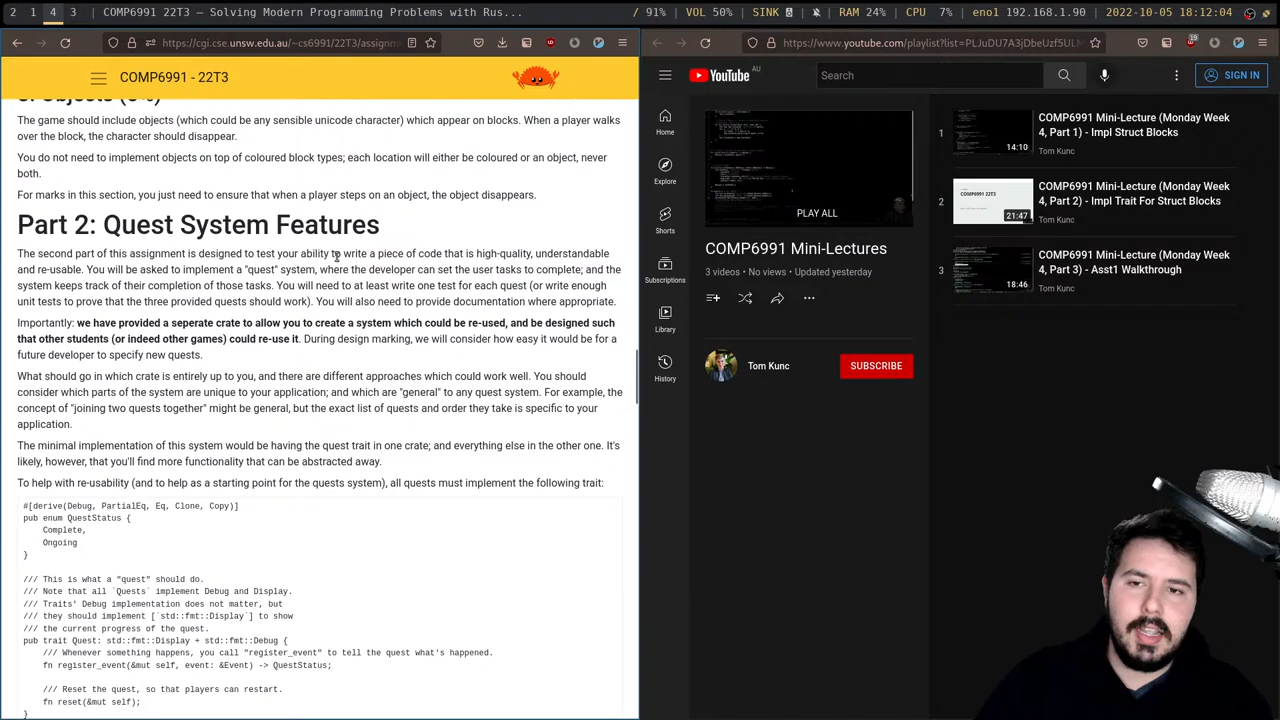 2 1 4 3 COMP6991 22T3 — Solving Modern Programming Problems with Rus...
/ 91% VOL 50% SINK RAM 24% CPU 7% eno1 192.168.1.90 2022-10-05 18:12:04
https://cgi.cse.unsw.edu.au/~cs6991/22T3/assignm
COMP6991 - 22T3
The game should include objects (which could be any sensible unicode character) which appear on blocks. When a player walks
over the block, the character should disappear.
You do not need to implement objects on top of coloured block types; each location will either be coloured or an object, never
both.
For marks in this section, you just need to ensure that when a player steps on an object, the object disappears.
Part 2: Quest System Features
The second part of this assignment is designed to test your ability to write a piece of code that is high-quality, understandable
and re-usable. You will be asked to implement a "quest" system, where the developer can set the user tasks to complete; and the
system keeps track of their completion of those tasks. You will need to at least write one test for each quest (or write enough
unit tests to prove that the three provided quests should work). You will also need to provide documentation where appropriate.
Importantly: we have provided a seperate crate to allow you to create a system which could be re-used, and be designed such
that other students (or indeed other games) could re-use it. During design marking, we will consider how easy it would be for a
future developer to specify new quests.
What should go in which crate is entirely up to you, and there are different approaches which could work well. You should
consider which parts of the system are unique to your application; and which are "general" to any quest system. For example, the
concept of "joining two quests together" might be general, but the exact list of quests and order they take is specific to your
application.
The minimal implementation of this system would be having the quest trait in one crate; and everything else in the other one. It's
likely, however, that you'll find more functionality that can be abstracted away.
To help with re-usability (and to help as a starting point for the quests system), all quests must implement the following trait:
#[derive(Debug, PartialEq, Eq, Clone, Copy)]
pub enum QuestStatus {
Complete,
Ongoing
}
/// This is what a "quest" should do.
/// Note that all `Quests` implement Debug and Display.
/// Traits' Debug implementation does not matter, but
/// they should implement [`std::fmt::Display`] to show
/// the current progress of the quest.
pub trait Quest: std::fmt::Display + std::fmt::Debug {
/// Whenever something happens, you call "register_event" to tell the quest what's happened.
fn register_event(&mut self, event: &Event) -> QuestStatus;
/// Reset the quest, so that players can restart.
fn reset(&mut self);
}
https://www.youtube.com/playlist?list=PLJuDU7A3jDbeUzf5ULM
YouTube AU
Search
SIGN IN
Home
Explore
Shorts
Subscriptions
Library
History
PLAY ALL
COMP6991 Mini-Lectures
3 videos • No views • Updated yesterday
Tom Kunc
SUBSCRIBE
1
14:10
COMP6991 Mini-Lecture (Monday Week
4, Part 1) - Impl Struct Blocks
Tom Kunc
2
21:47
COMP6991 Mini-Lecture (Monday Week
4, Part 2) - Impl Trait For Struct Blocks
Tom Kunc
3
18:46
COMP6991 Mini-Lecture (Monday Week
4, Part 3) - dyn Walkthrough
Tom Kunc